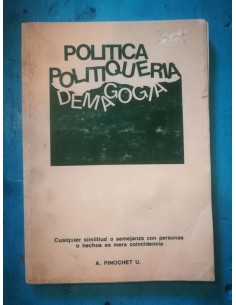 POLITICA
POLITIQUERIA
DEMAGOGIA
Cualquier similitud o semejanza con personas
o hechos es mera coincidencia
A. PINOCHET U.